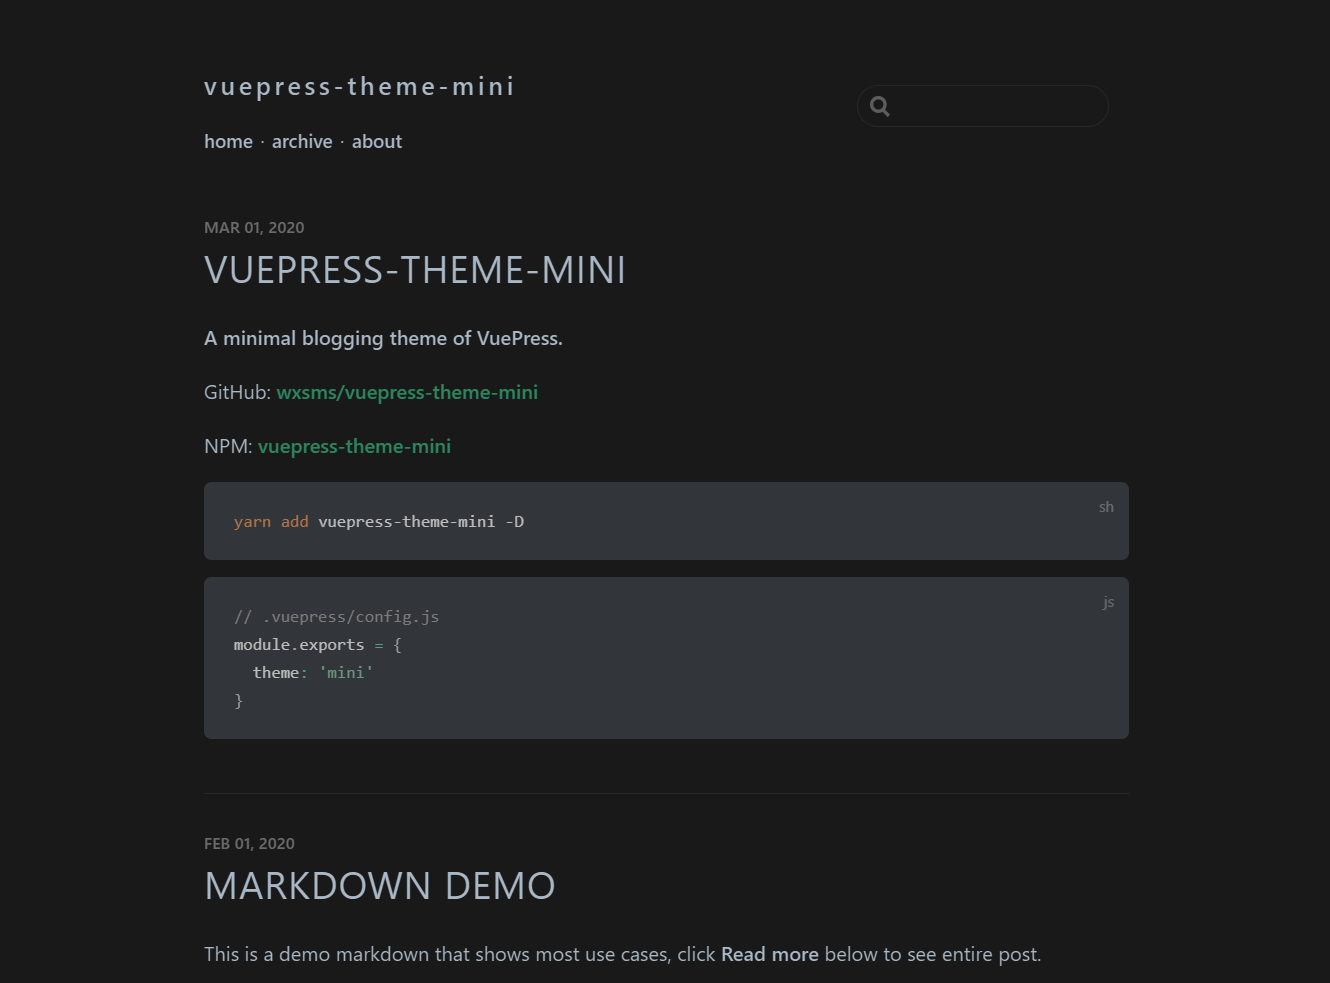 vuepress-theme-mini
home · archive · about
MAR 01, 2020
VUEPRESS-THEME-MINI
A minimal blogging theme of VuePress.
GitHub: wxsms/vuepress-theme-mini
NPM: vuepress-theme-mini
sh
yarn add vuepress-theme-mini -D
js
// .vuepress/config.js
module.exports = {
  theme: 'mini'
}
FEB 01, 2020
MARKDOWN DEMO
This is a demo markdown that shows most use cases, click Read more below to see entire post.